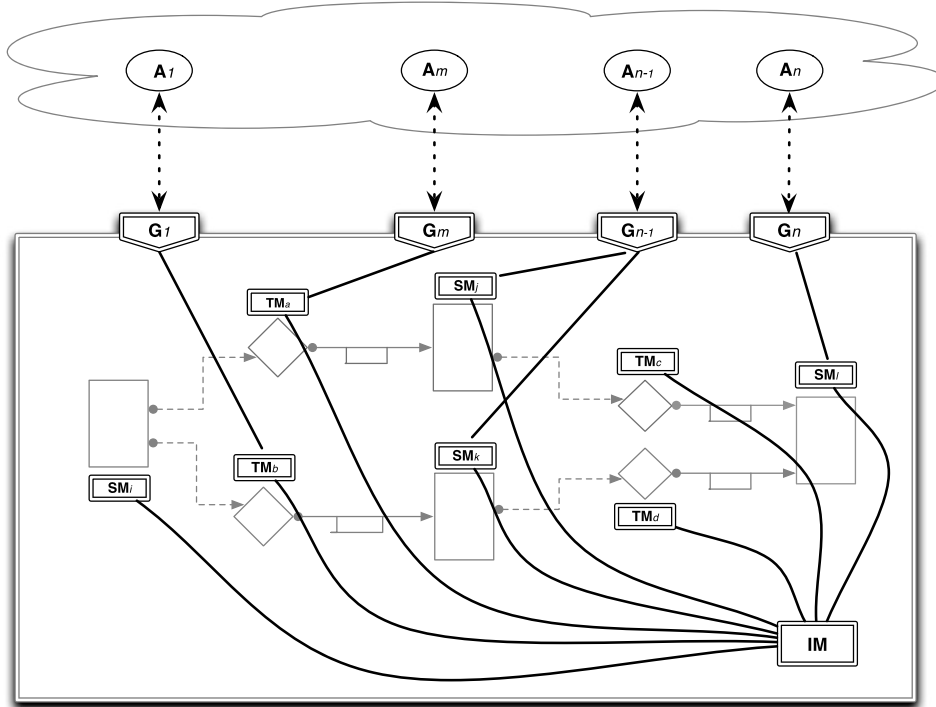 A1 Am An-1 An
G1 Gm Gn-1 Gn
TMa SMj
TMc SMl
TMb SMk
SMi TMd
IM